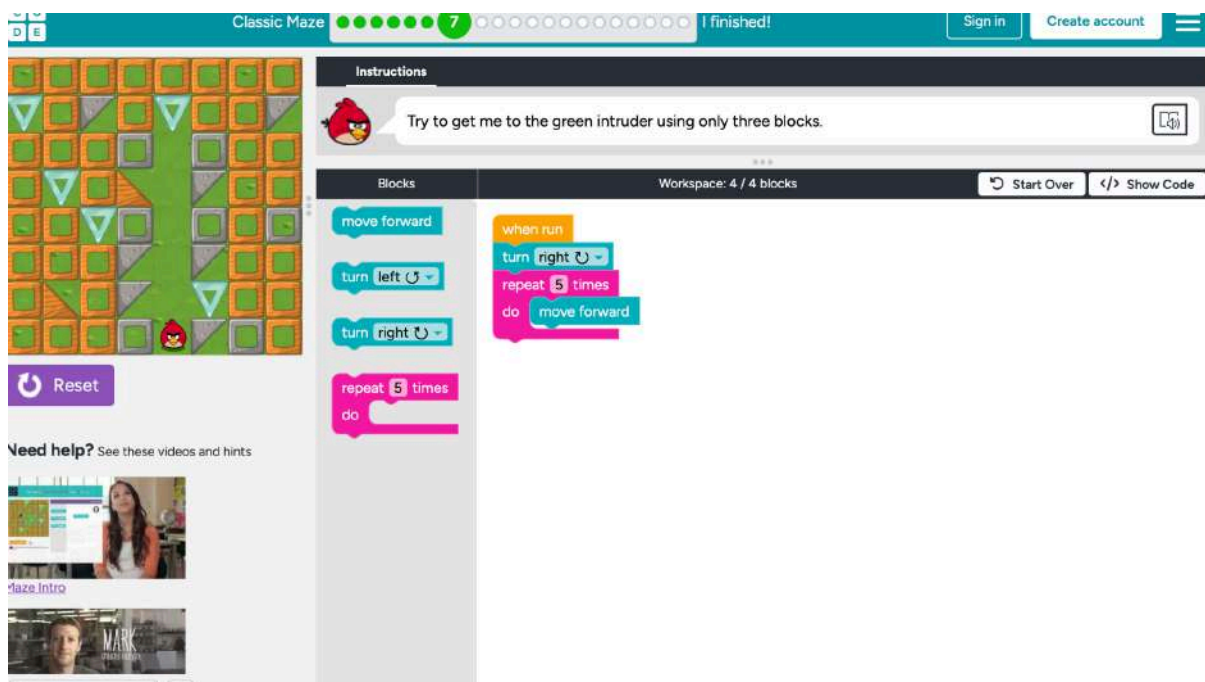 D E
Classic Maze
7
I finished!
Sign in
Create account
Instructions
Try to get me to the green intruder using only three blocks.
Blocks
Workspace: 4 / 4 blocks
Start Over
</> Show Code
move forward
turn left
turn right
repeat 5 times
do
when run
turn right
repeat 5 times
do move forward
Reset
Need help? See these videos and hints
Maze Intro
MARK